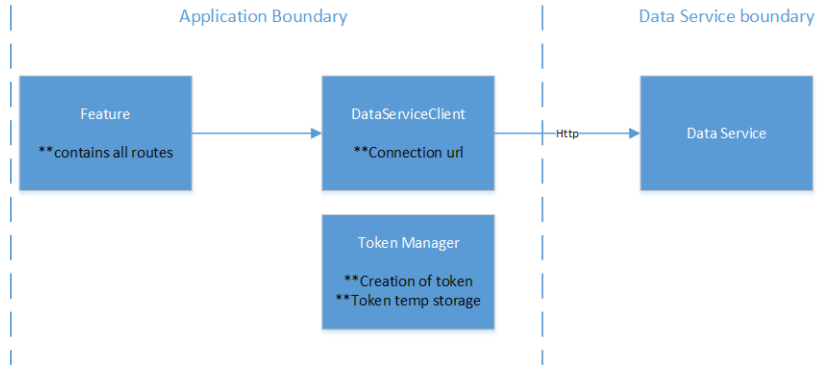 Application Boundary
Data Service boundary
Feature
**contains all routes
DataServiceClient
**Connection url
Http
Data Service
Token Manager
**Creation of token
**Token temp storage